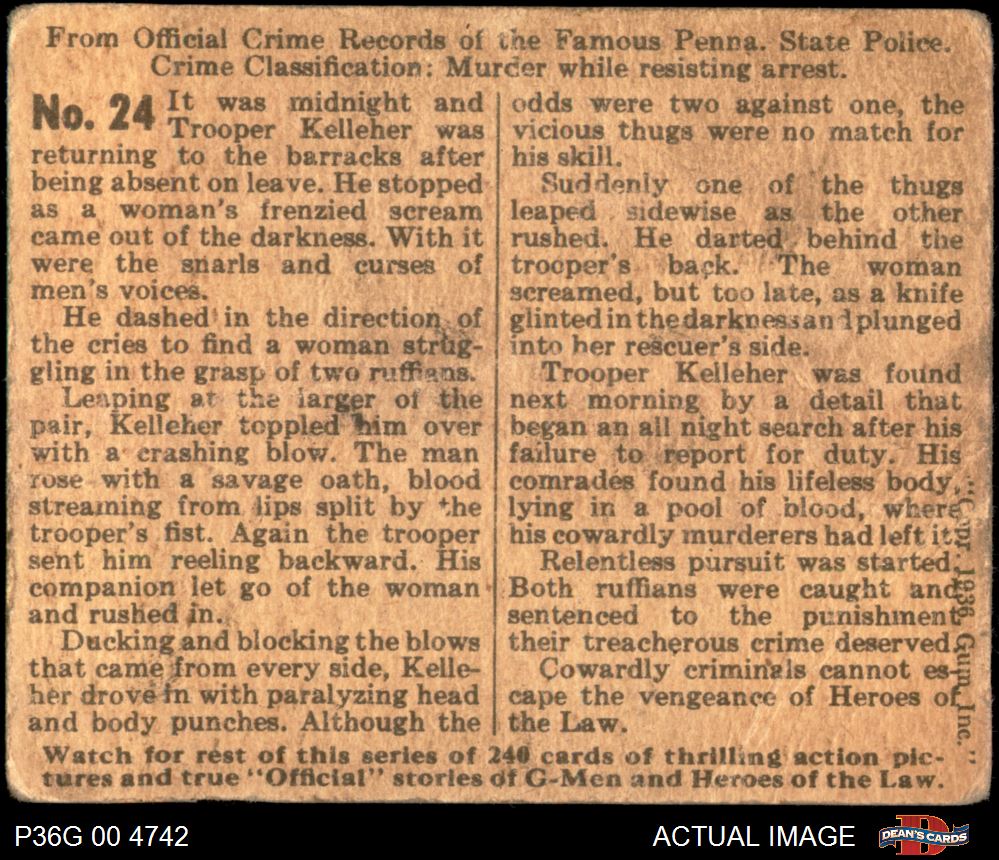 From Official Crime Records of the Famous Penna. State Police.
Crime Classification: Murder while resisting arrest.
No. 24 It was midnight and
Trooper Kelleher was
returning to the barracks after
being absent on leave. He stopped
as a woman's frenzied scream
came out of the darkness. With it
were the snarls and curses of
men's voices.
He dashed in the direction of
the cries to find a woman strug-
gling in the grasp of two ruffians.
Leaping at the larger of the
pair, Kelleher toppled him over
with a crashing blow. The man
rose with a savage oath, blood
streaming from lips split by the
trooper's fist. Again the trooper
sent him reeling backward. His
companion let go of the woman
and rushed in.
Ducking and blocking the blows
that came from every side, Kelle-
her drove in with paralyzing head
and body punches. Although the
odds were two against one, the
vicious thugs were no match for
his skill.
Suddenly one of the thugs
leaped sidewise as the other
rushed. He darted behind the
trooper's back. The woman
screamed, but too late, as a knife
glinted in the darkness and plunged
into her rescuer's side.
Trooper Kelleher was found
next morning by a detail that
began an all night search after his
failure to report for duty. His
comrades found his lifeless body,
lying in a pool of blood, where
his cowardly murderers had left it.
Relentless pursuit was started.
Both ruffians were caught and
sentenced to the punishment
their treacherous crime deserved.
Cowardly criminals cannot es-
cape the vengeance of Heroes of
the Law.
"Copr. 1936 Gum, Inc."
Watch for rest of this series of 240 cards of thrilling action pic-
tures and true "Official" stories of G-Men and Heroes of the Law.
P36G 00 4742
ACTUAL IMAGE
DEAN'S CARDS